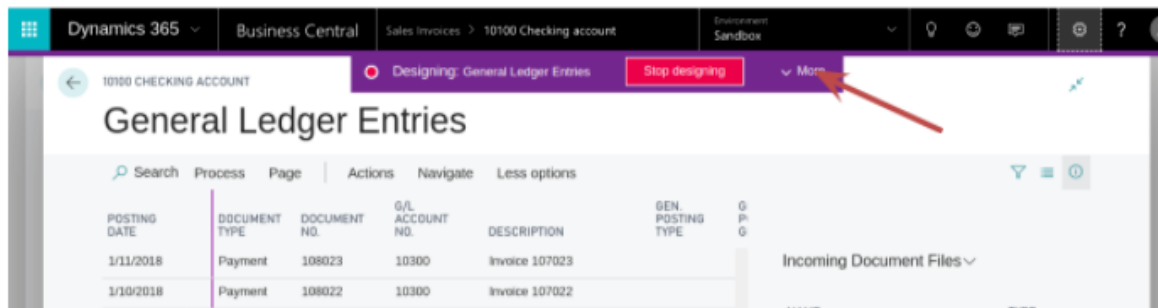 Dynamics 365 Business Central Sales Invoices > 10100 Checking account Environment
Sandbox ?
10100 CHECKING ACCOUNT Designing: General Ledger Entries Stop designing More
General Ledger Entries
Search Process Page Actions Navigate Less options
POSTING DATE DOCUMENT TYPE DOCUMENT NO. G/L ACCOUNT NO. DESCRIPTION GEN. POSTING TYPE
1/11/2018 Payment 108023 10300 Invoice 107023
Incoming Document Files
1/10/2018 Payment 108022 10300 Invoice 107022